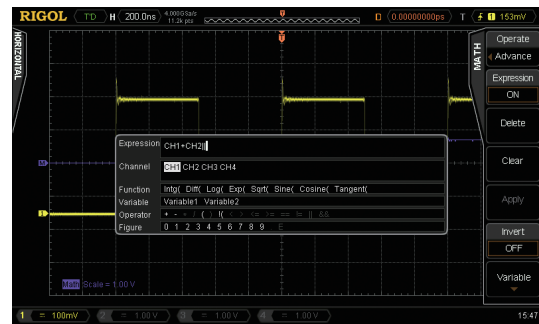 RIGOL T'D H 200.0ns 4.000GSa/s 11.2k pts D 0.00000000ps T 1 153mV
HORIZONTAL
MATH
Operate
Advance
Expression
ON
Delete
Clear
Apply
Invert
OFF
Variable
Expression CH1+CH2||
Channel CH1 CH2 CH3 CH4
Function Intg( Diff( Log( Exp( Sqrt( Sine( Cosine( Tangent(
Variable Variable1 Variable2
Operator + - * / ( ) !( < > <= >= == != || &&
Figure 0 1 2 3 4 5 6 7 8 9 . E
Math Scale = 1.00 V
1 = 100mV 2 = 1.00 V 3 = 1.00 V 4 = 1.00 V 15:47